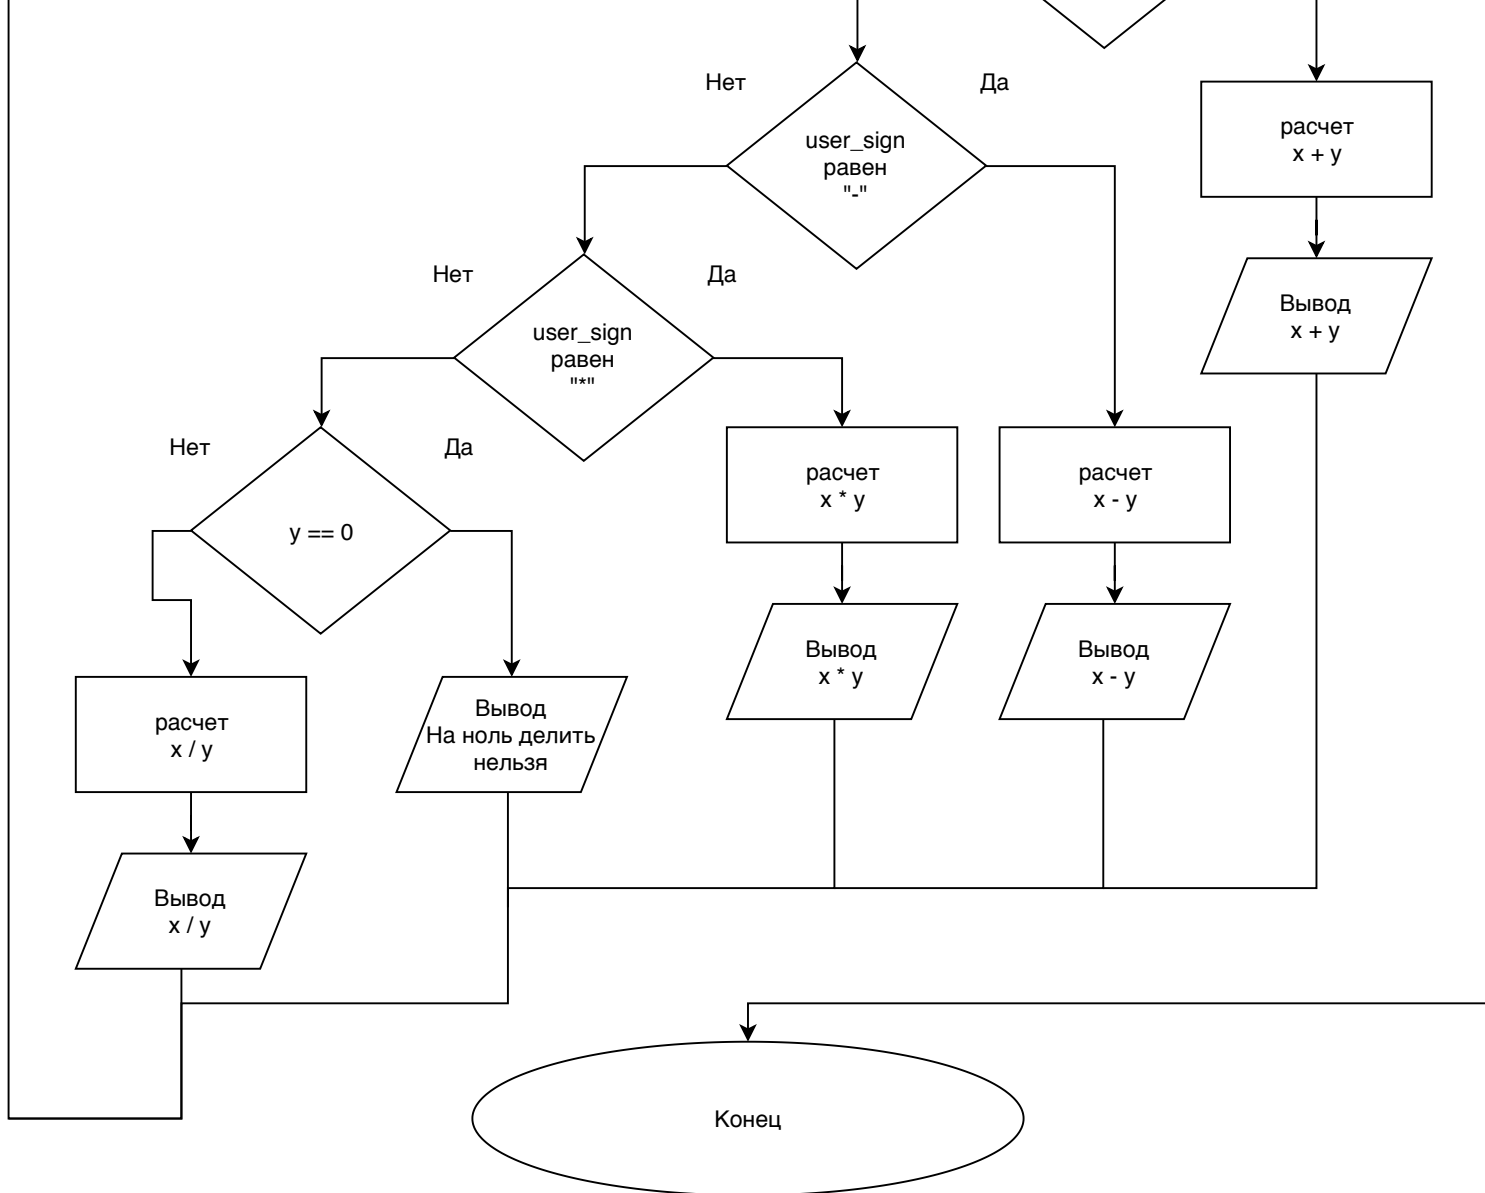 Нет
Да
user_sign
равен
"-"
расчет
x + y
Вывод
x + y
Нет
Да
user_sign
равен
"*"
Нет
Да
y == 0
расчет
x * y
расчет
x - y
Вывод
x * y
Вывод
x - y
расчет
x / y
Вывод
На ноль делить
нельзя
Вывод
x / y
Конец